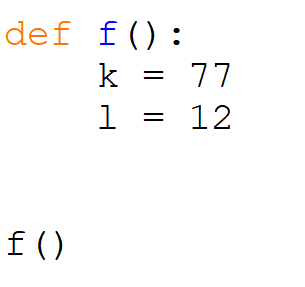 def f():
    k = 77
    l = 12
f()